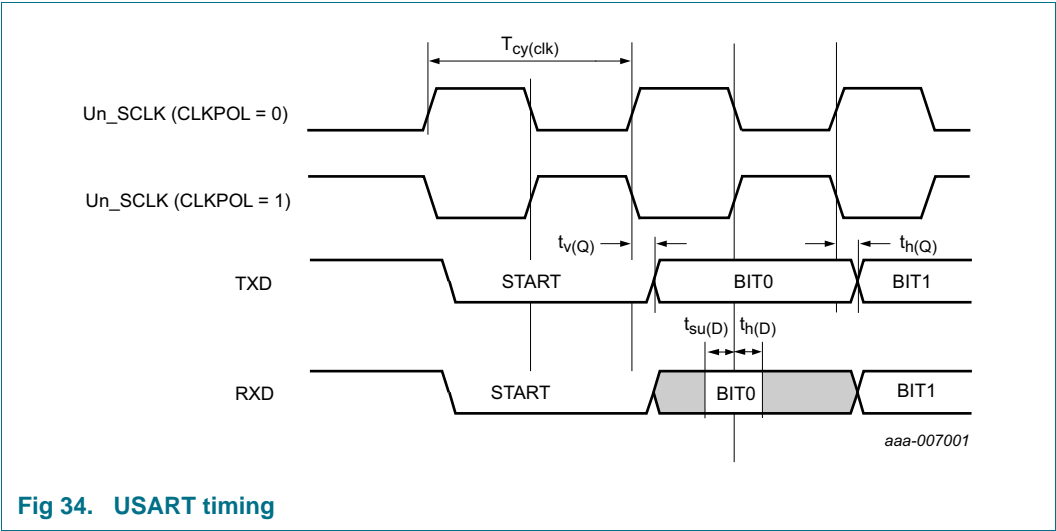 Tcy(clk)
Un_SCLK (CLKPOL = 0)
Un_SCLK (CLKPOL = 1)
tv(Q)
th(Q)
TXD
START
BIT0
BIT1
tsu(D)
th(D)
RXD
START
BIT0
BIT1
aaa-007001
Fig 34. USART timing